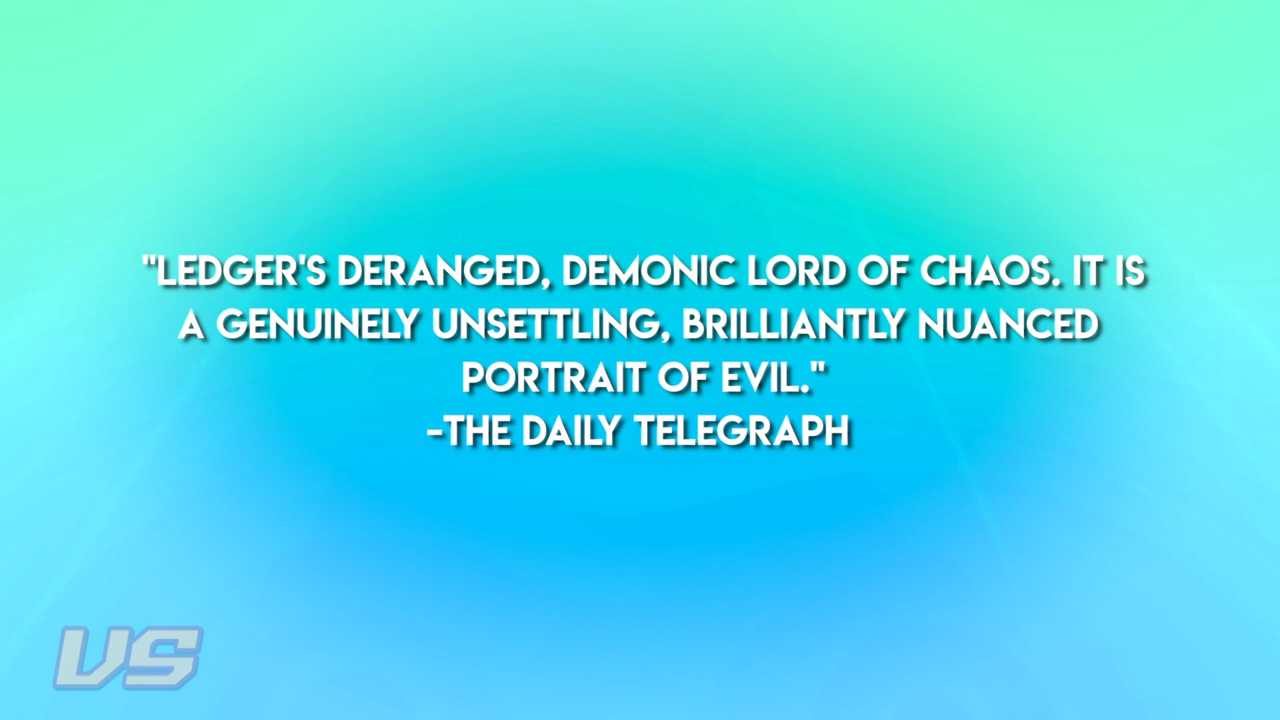 "LEDGER'S DERANGED, DEMONIC LORD OF CHAOS. IT IS
A GENUINELY UNSETTLING, BRILLIANTLY NUANCED
PORTRAIT OF EVIL."
-THE DAILY TELEGRAPH
VS